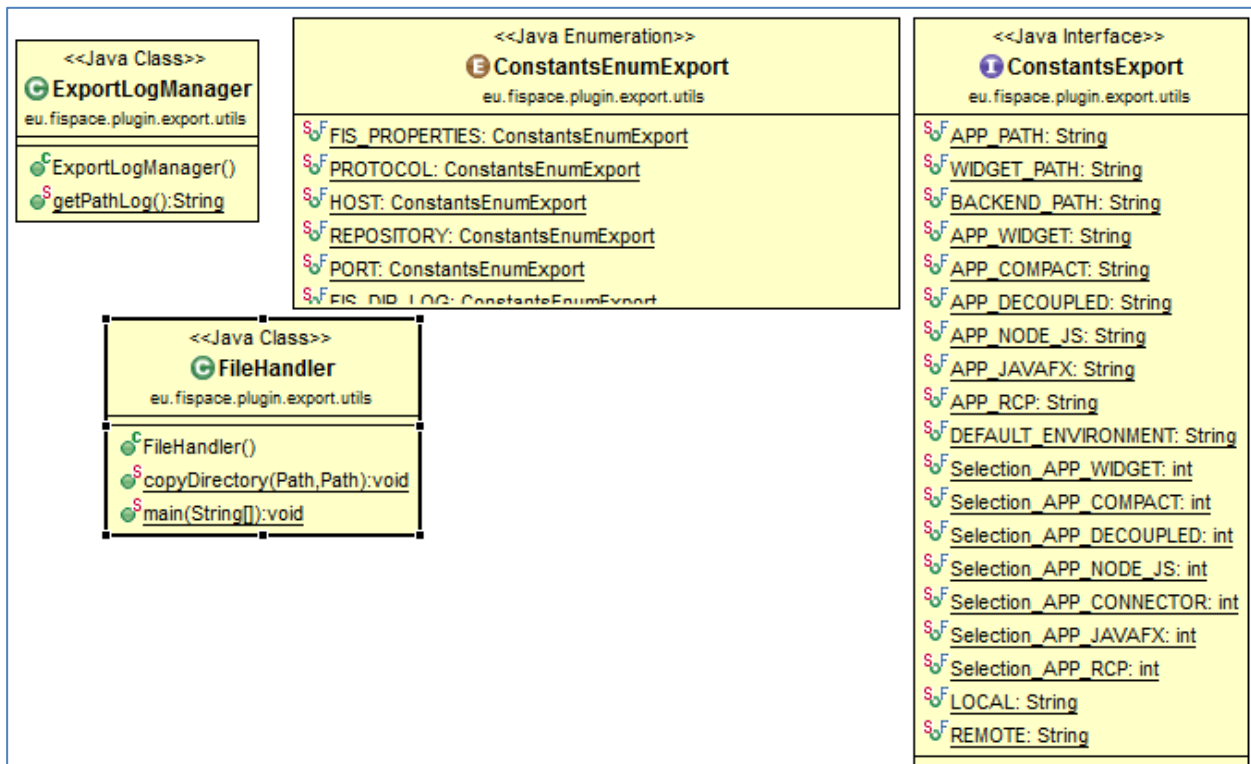 <<Java Class>>
ExportLogManager
eu.fispace.plugin.export.utils
ExportLogManager()
getPathLog():String
<<Java Enumeration>>
ConstantsEnumExport
eu.fispace.plugin.export.utils
FIS_PROPERTIES: ConstantsEnumExport
PROTOCOL: ConstantsEnumExport
HOST: ConstantsEnumExport
REPOSITORY: ConstantsEnumExport
PORT: ConstantsEnumExport
FIS_DIR_LOG: ConstantsEnumExport
<<Java Class>>
FileHandler
eu.fispace.plugin.export.utils
FileHandler()
copyDirectory(Path,Path):void
main(String[]):void
<<Java Interface>>
ConstantsExport
eu.fispace.plugin.export.utils
APP_PATH: String
WIDGET_PATH: String
BACKEND_PATH: String
APP_WIDGET: String
APP_COMPACT: String
APP_DECOUPLED: String
APP_NODE_JS: String
APP_JAVAFX: String
APP_RCP: String
DEFAULT_ENVIRONMENT: String
Selection_APP_WIDGET: int
Selection_APP_COMPACT: int
Selection_APP_DECOUPLED: int
Selection_APP_NODE_JS: int
Selection_APP_CONNECTOR: int
Selection_APP_JAVAFX: int
Selection_APP_RCP: int
LOCAL: String
REMOTE: String